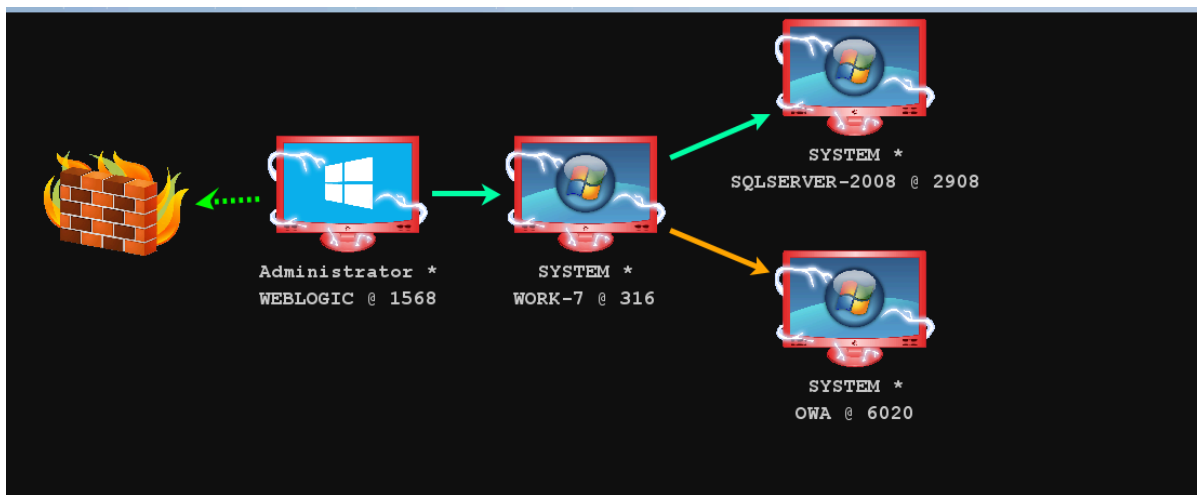 Administrator *
WEBLOGIC @ 1568
SYSTEM *
WORK-7 @ 316
SYSTEM *
SQLSERVER-2008 @ 2908
SYSTEM *
OWA @ 6020